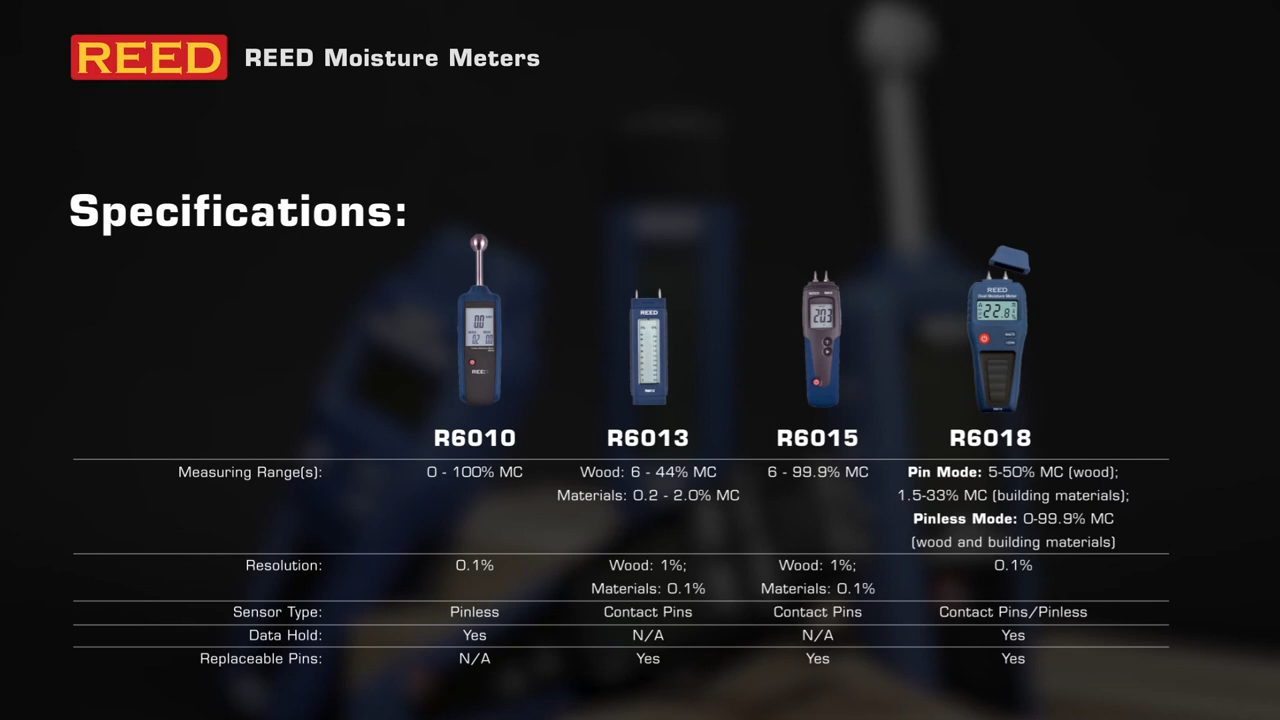 REED REED Moisture Meters
Specifications:
R6010 R6013 R6015 R6018
Measuring Range(s): 0 - 100% MC Wood: 6 - 44% MC 6 - 99.9% MC Pin Mode: 5-50% MC (wood);
Materials: 0.2 - 2.0% MC 1.5-33% MC (building materials);
Pinless Mode: 0-99.9% MC
(wood and building materials)
Resolution: 0.1% Wood: 1%; Wood: 1%; 0.1%
Materials: 0.1% Materials: 0.1%
Sensor Type: Pinless Contact Pins Contact Pins Contact Pins/Pinless
Data Hold: Yes N/A N/A Yes
Replaceable Pins: N/A Yes Yes Yes